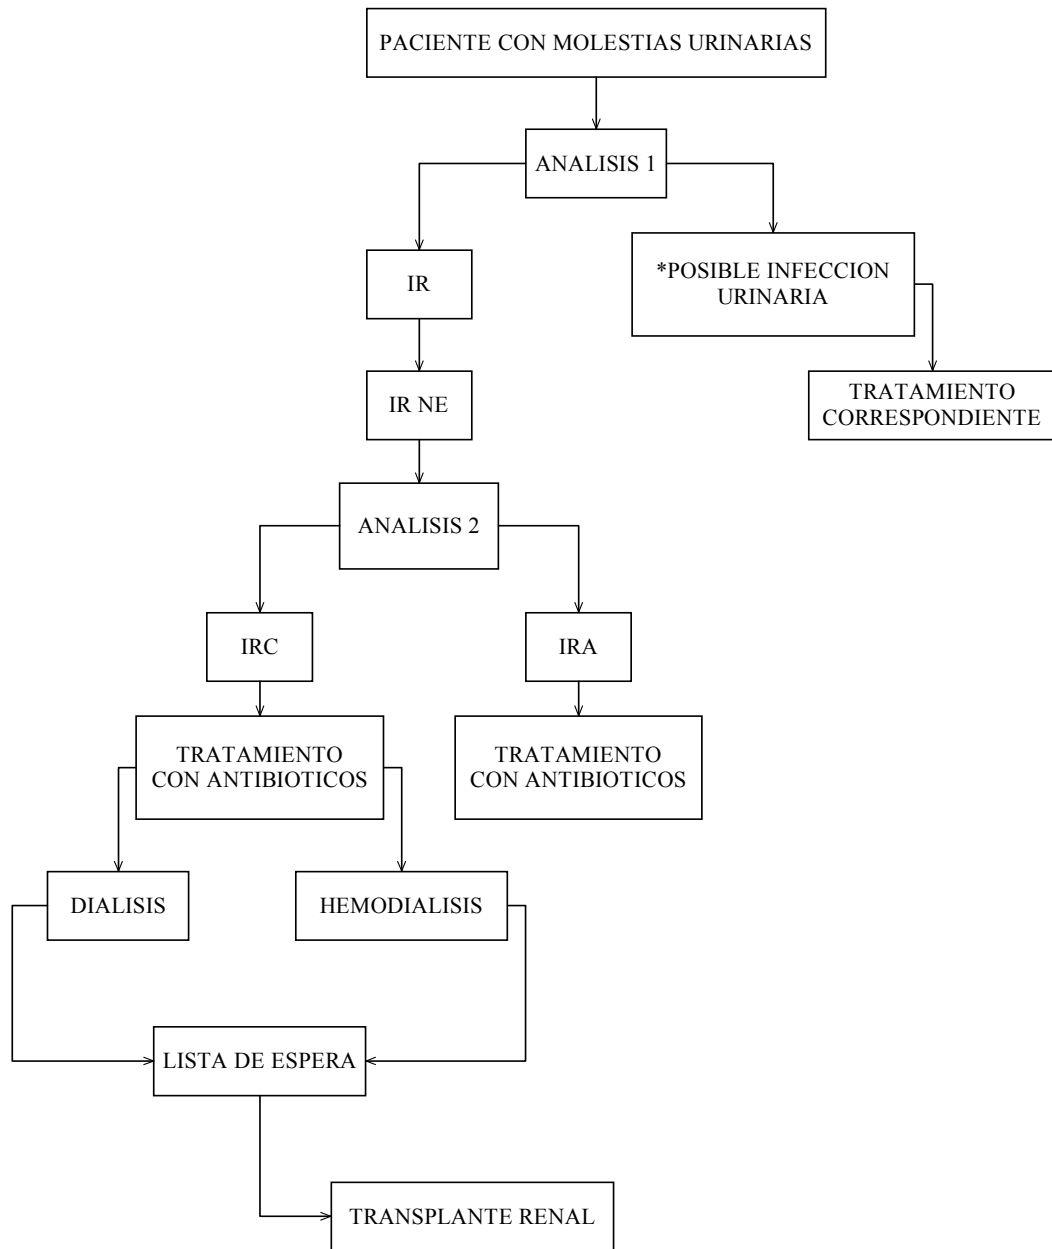 PACIENTE CON MOLESTIAS URINARIAS
ANALISIS 1
IR
*POSIBLE INFECCION
URINARIA
IR NE
TRATAMIENTO
CORRESPONDIENTE
ANALISIS 2
IRC
IRA
TRATAMIENTO
CON ANTIBIOTICOS
TRATAMIENTO
CON ANTIBIOTICOS
DIALISIS
HEMODIALISIS
LISTA DE ESPERA
TRANSPLANTE RENAL